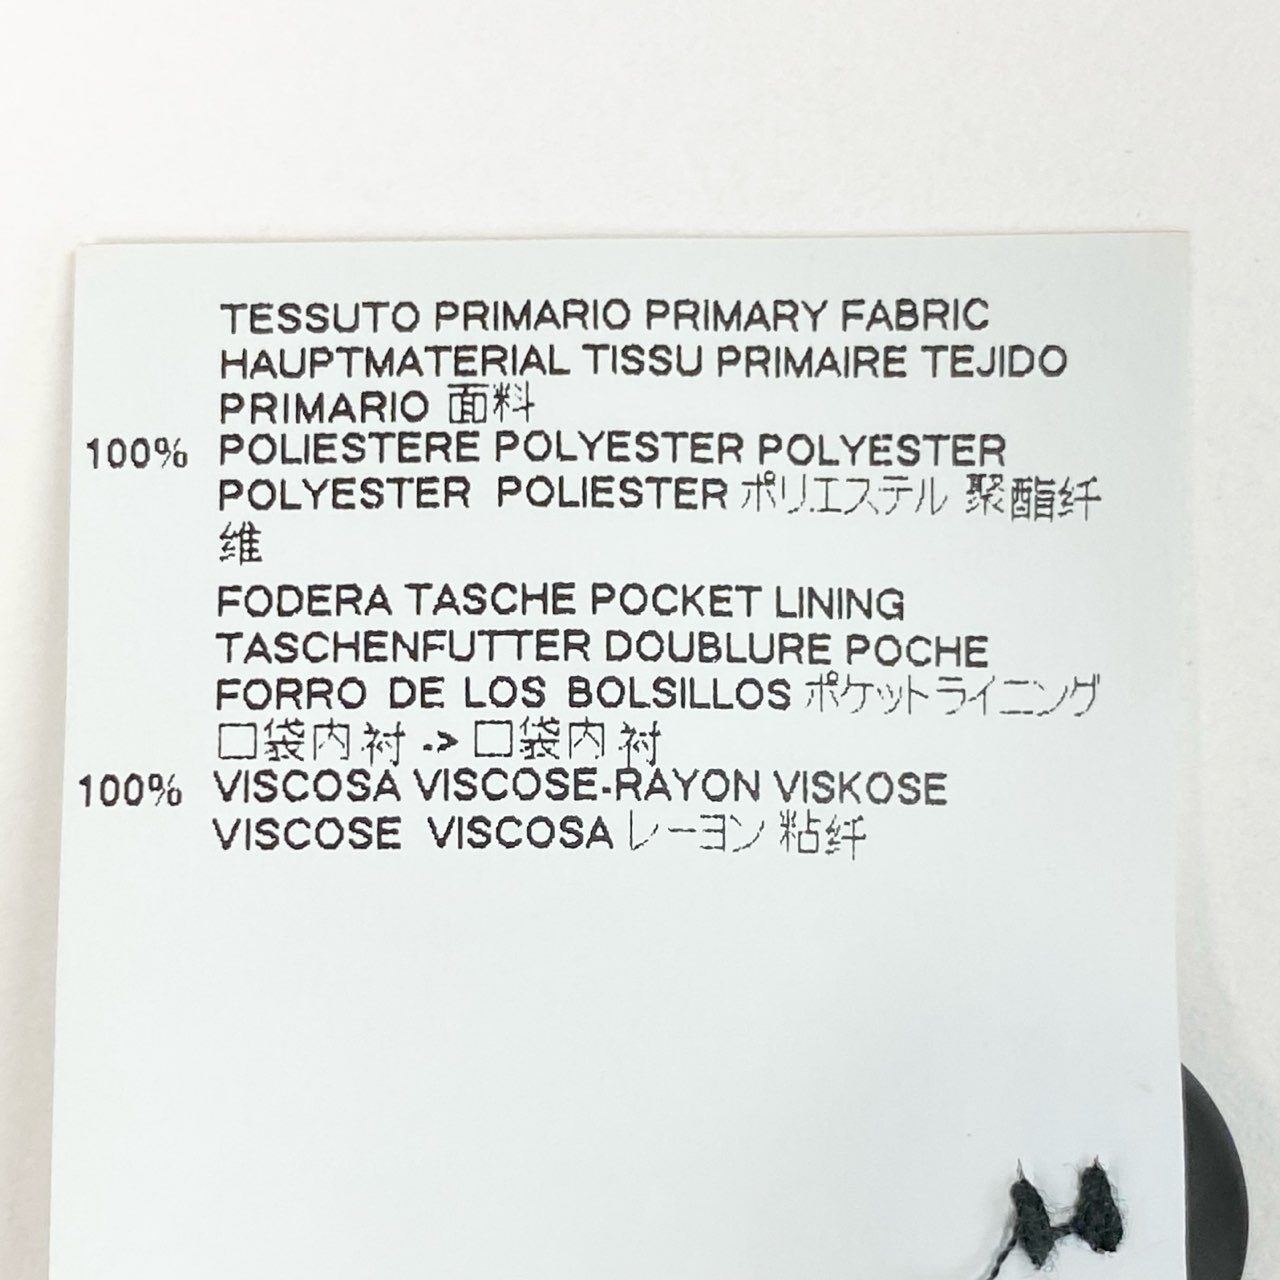 TESSUTO PRIMARIO PRIMARY FABRIC
HAUPTMATERIAL TISSU PRIMAIRE TEJIDO
PRIMARIO 面料
100% POLIESTERE POLYESTER POLYESTER
POLYESTER POLIESTER ポリエステル 聚酯纤
维
FODERA TASCHE POCKET LINING
TASCHENFUTTER DOUBLURE POCHE
FORRO DE LOS BOLSILLOS ポケットライニング
口袋内衬 -> 口袋内衬
100% VISCOSA VISCOSE-RAYON VISKOSE
VISCOSE VISCOSA レーヨン 粘纤